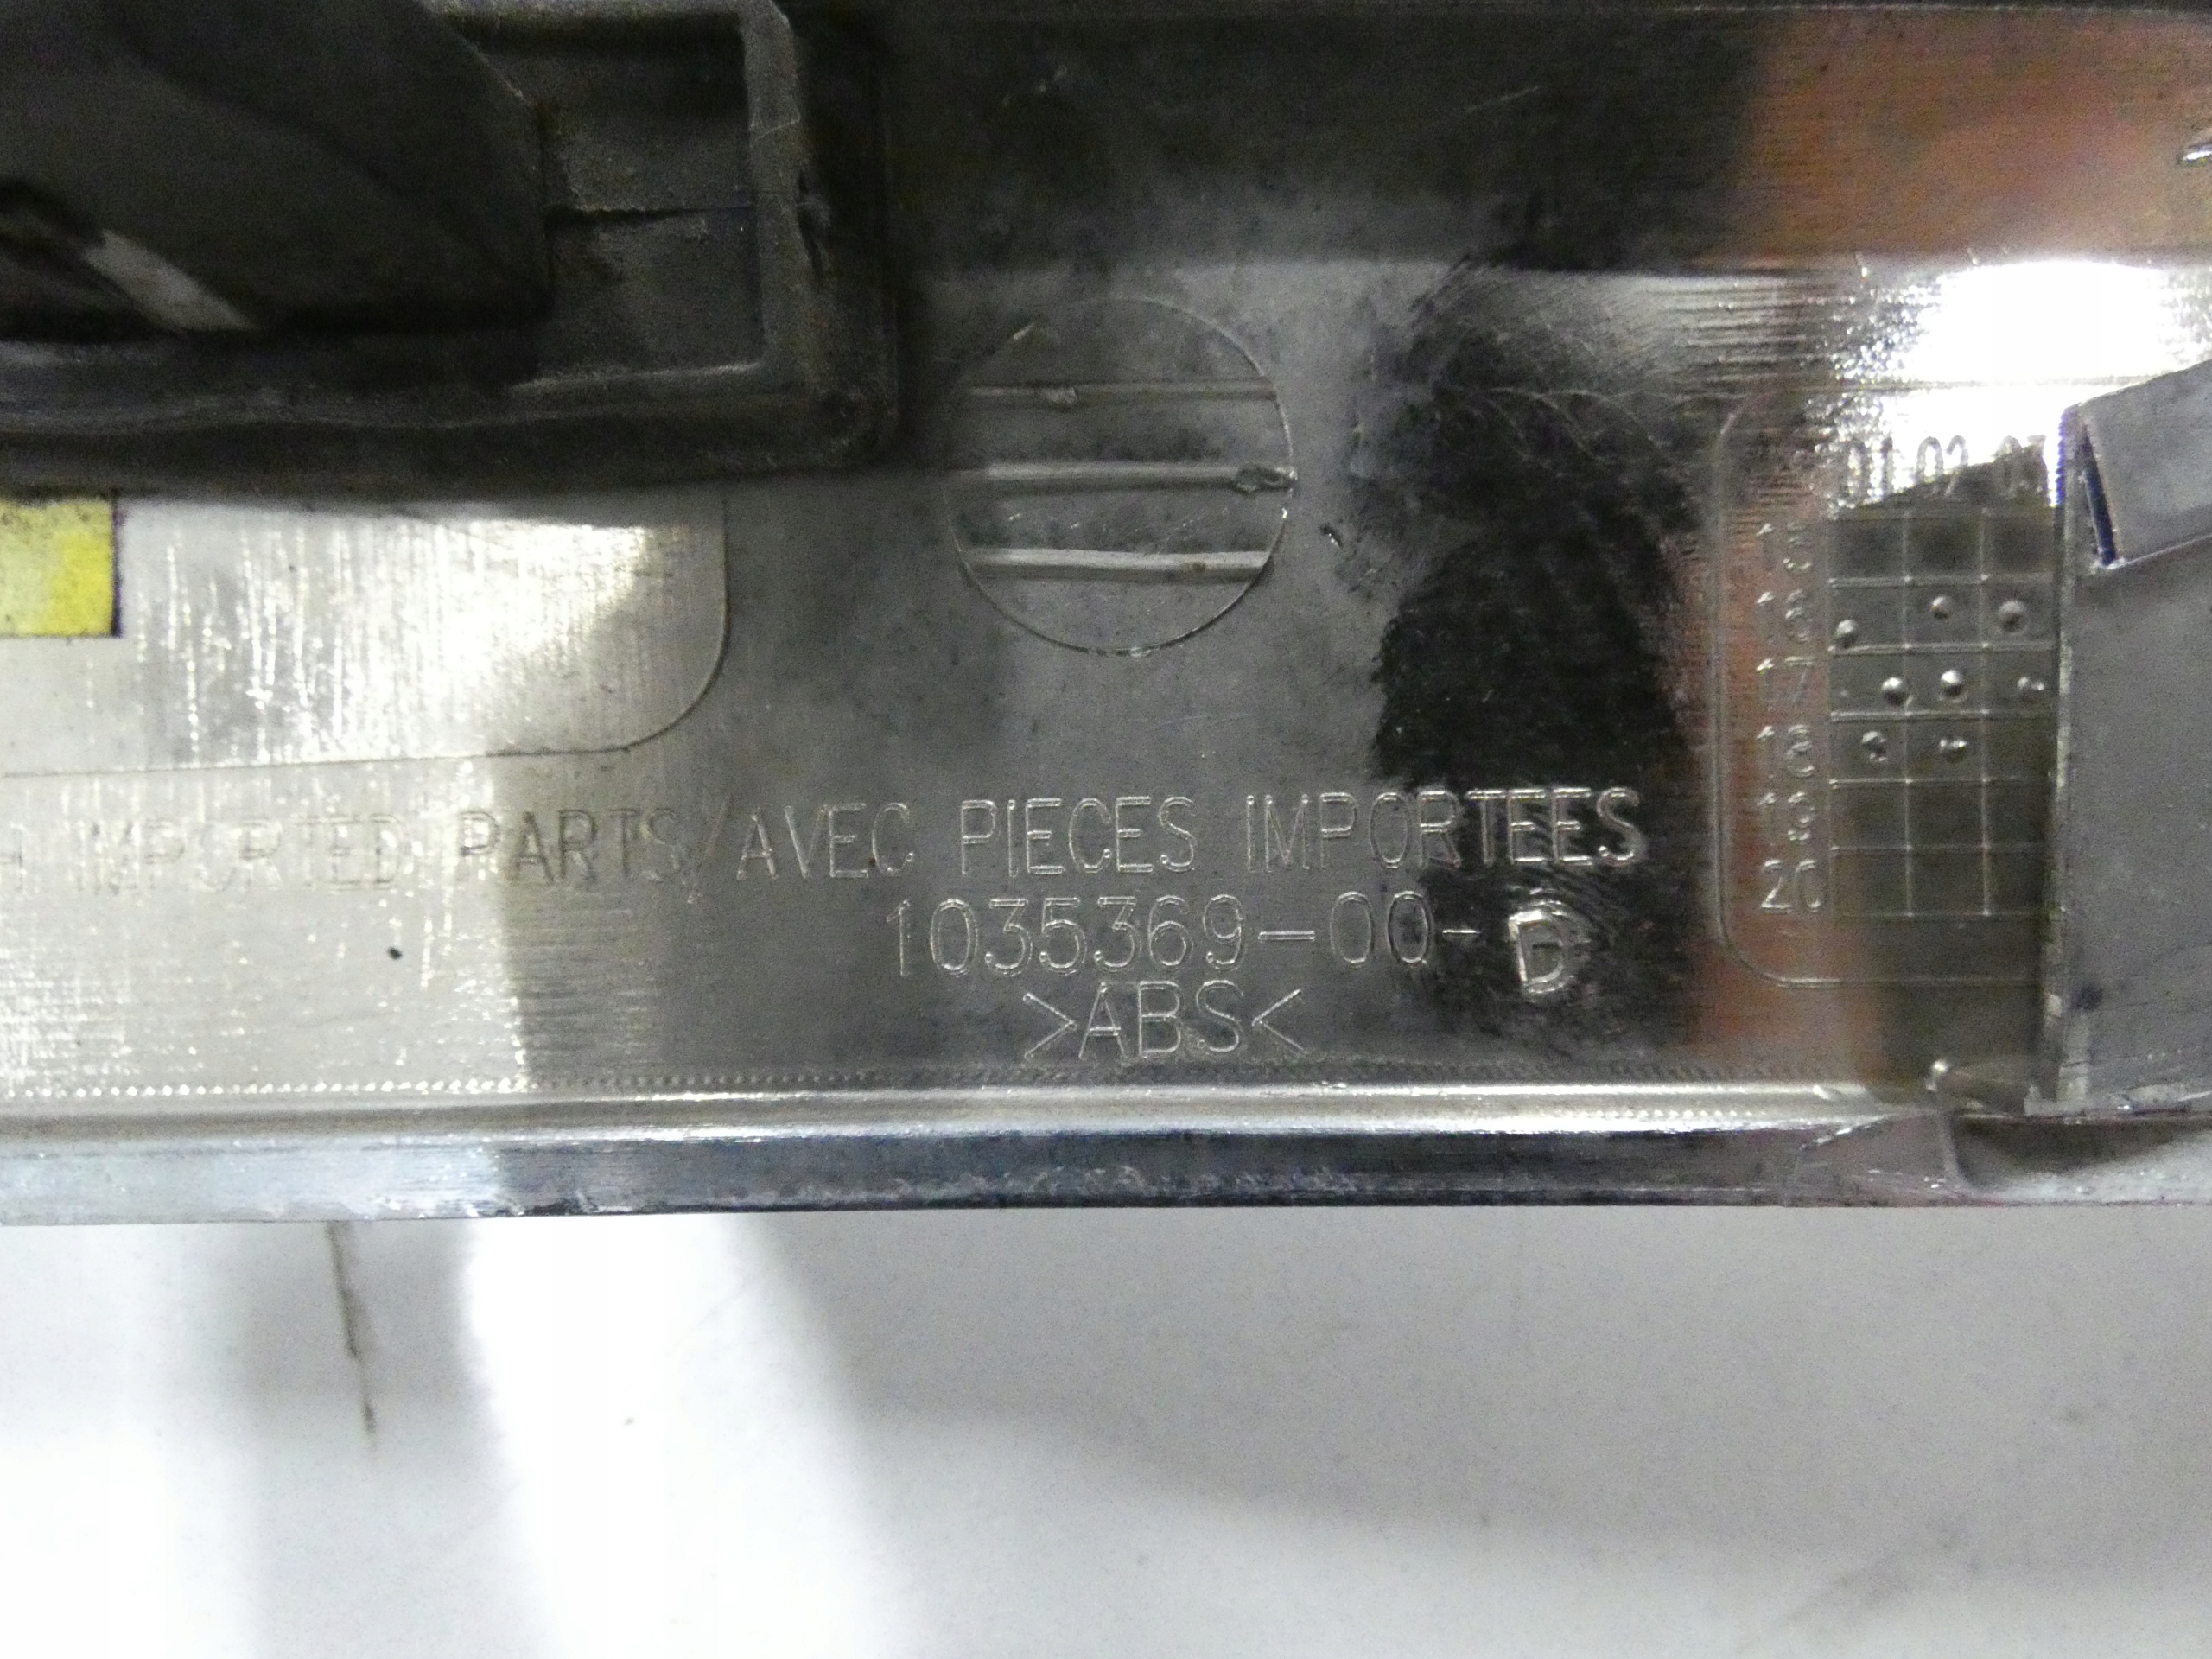 01 02 03
15
16
17
18
19
20
IMPORTED PARTS/AVEC PIECES IMPORTEES
1035369-00-D
>ABS<